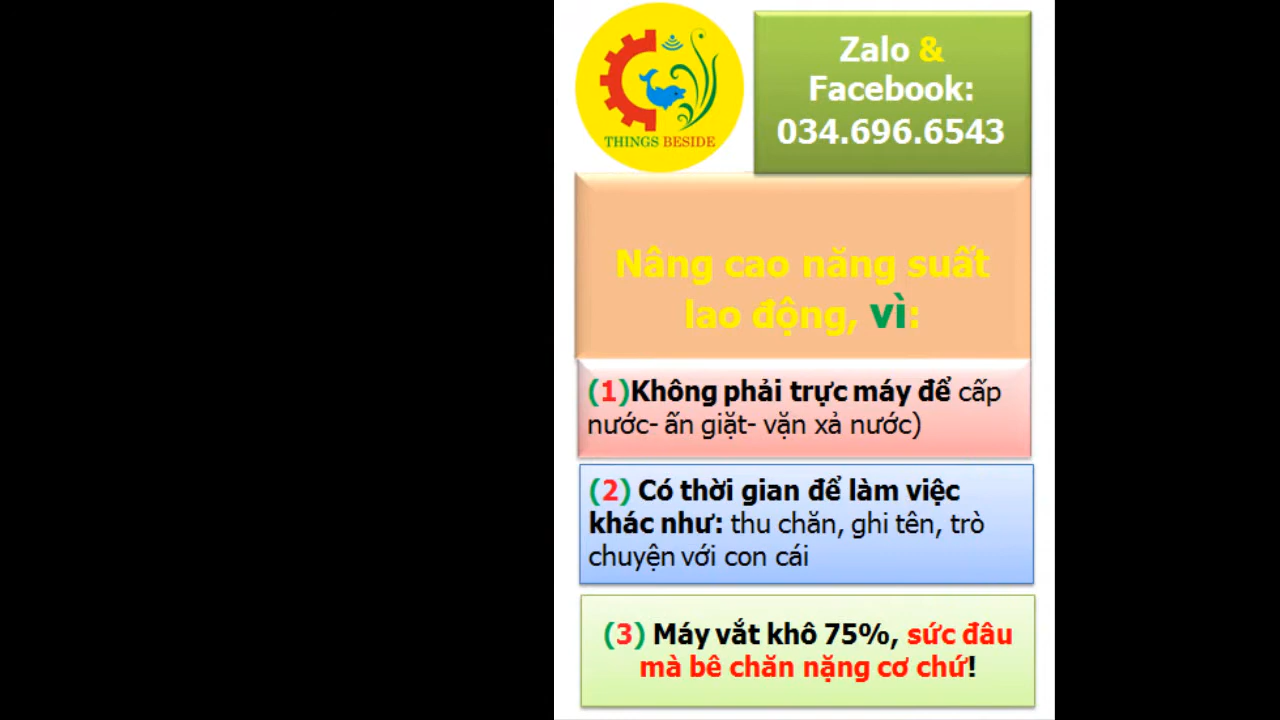 THINGS BESIDE
Zalo &
Facebook:
034.696.6543
Nâng cao năng suất
lao động, vì:
(1)Không phải trực máy để cấp
nước- ấn giặt- vặn xả nước)
(2) Có thời gian để làm việc
khác như: thu chăn, ghi tên, trò
chuyện với con cái
(3) Máy vắt khô 75%, sức đâu
mà bê chăn nặng cơ chứ!